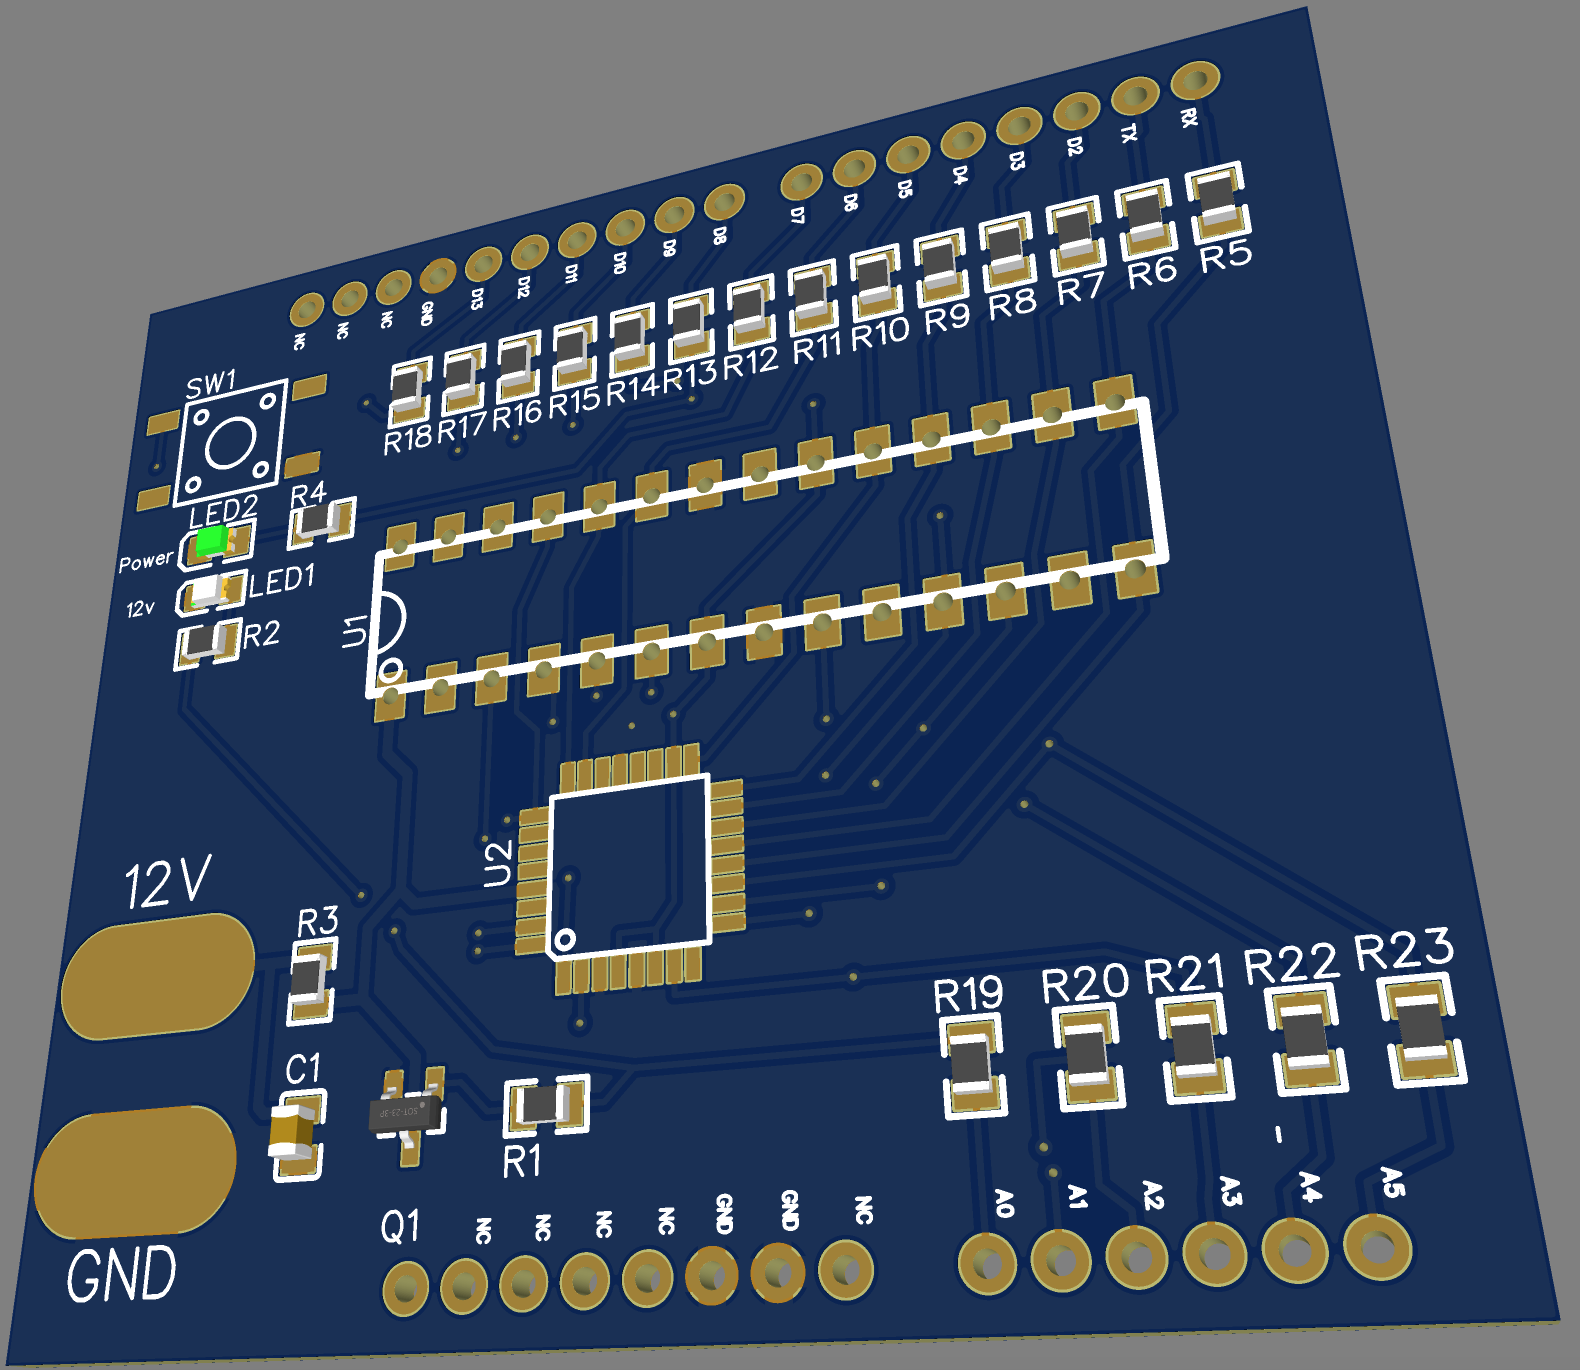 RX
TX
D2
D3
D4
D5
D6
D7
D8
D9
D10
D11
D12
D13
GND
NC
NC
NC
R5
R6
R7
R8
R9
R10
R11
R12
R13
R14
R15
R16
R17
R18
SW1
LED2
R4
Power
LED1
12v
R2
U1
U2
12V
R3
C1
SOT-23-3P
R1
Q1
GND
R19
R20
R21
R22
R23
NC
NC
NC
NC
GND
GND
NC
A0
A1
A2
A3
A4
A5